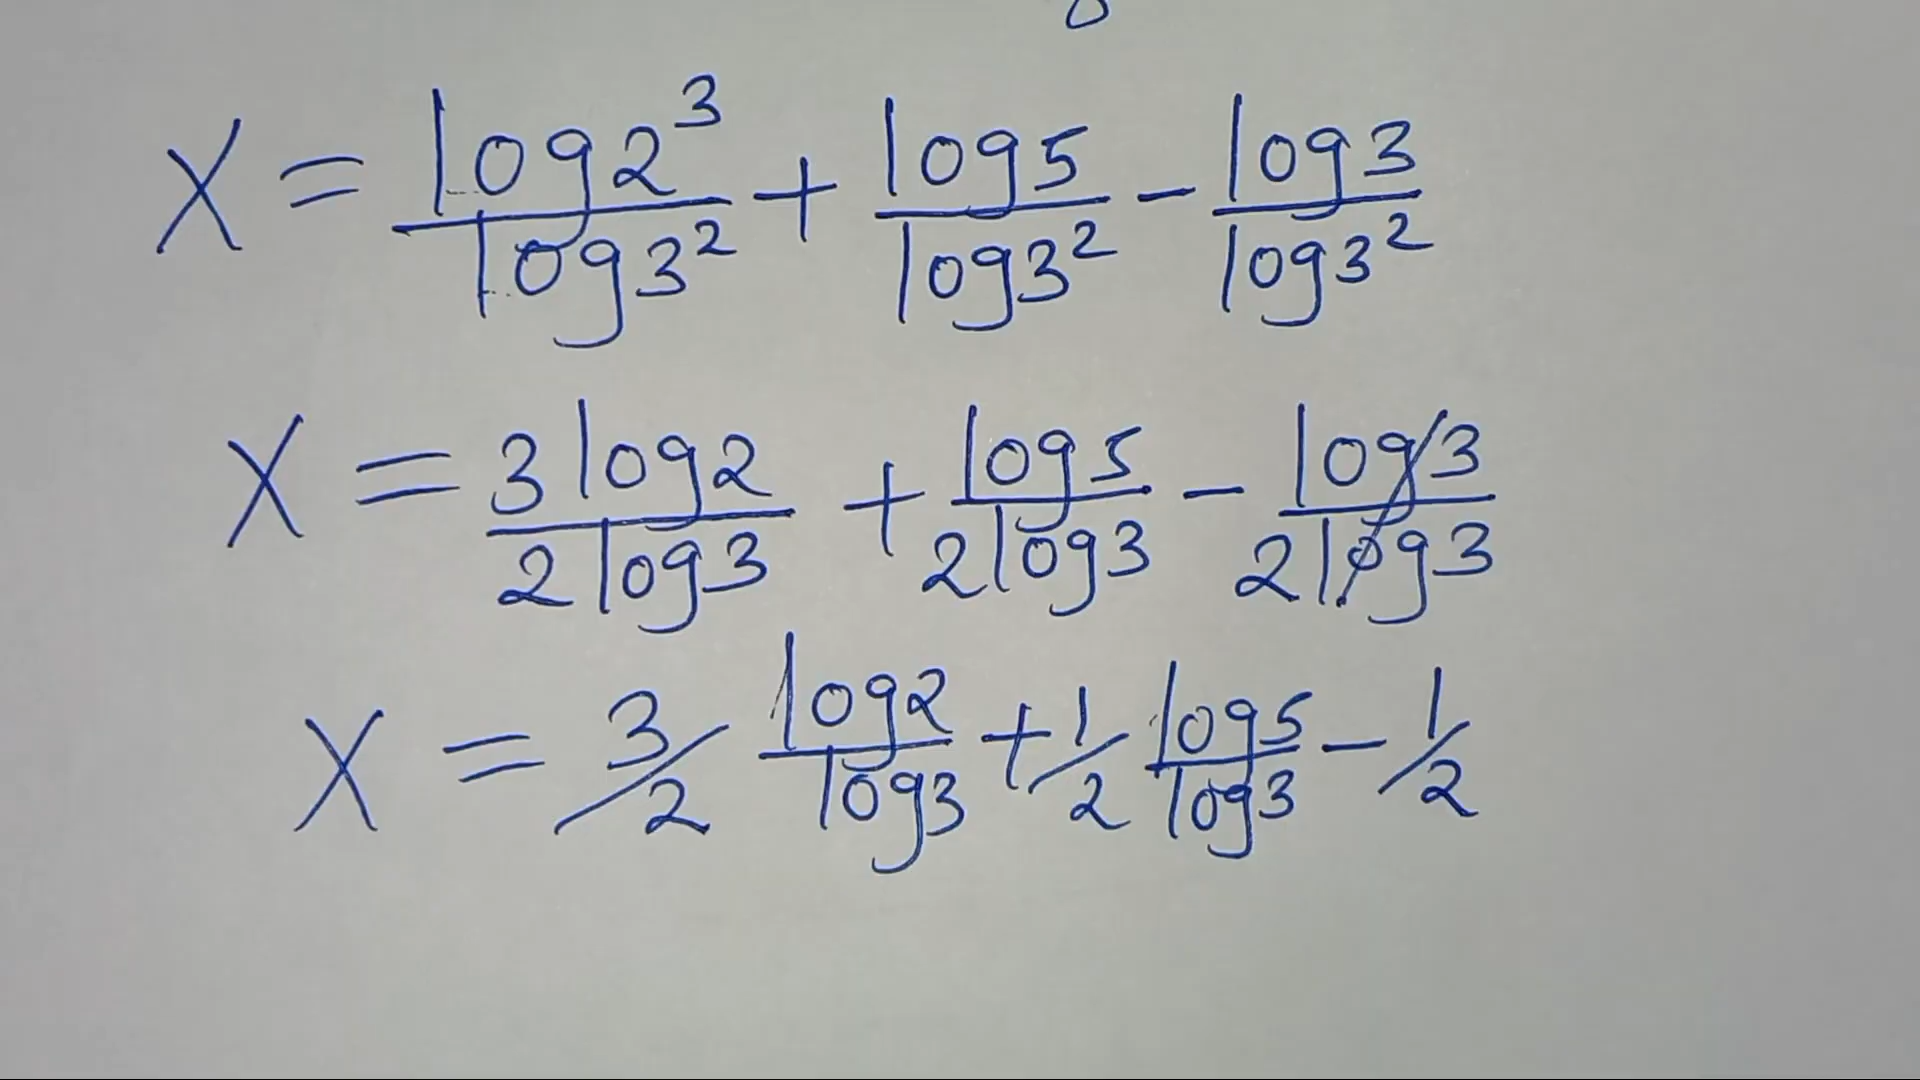 X = log2³/log3² + log5/log3² - log3/log3²
X = 3log2/2log3 + log5/2log3 - log3/2log3
X = 3/2 log2/log3 + 1/2 log5/log3 - 1/2